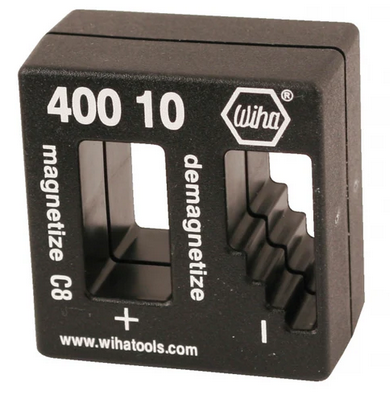 400 10
Wiha®
magnetize C8
demagnetize
+
–
www.wihatools.com